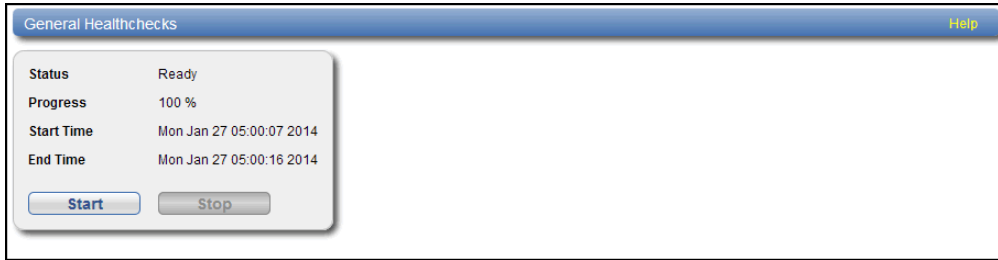 General Healthchecks Help
Status Ready
Progress 100 %
Start Time Mon Jan 27 05:00:07 2014
End Time Mon Jan 27 05:00:16 2014
Start Stop